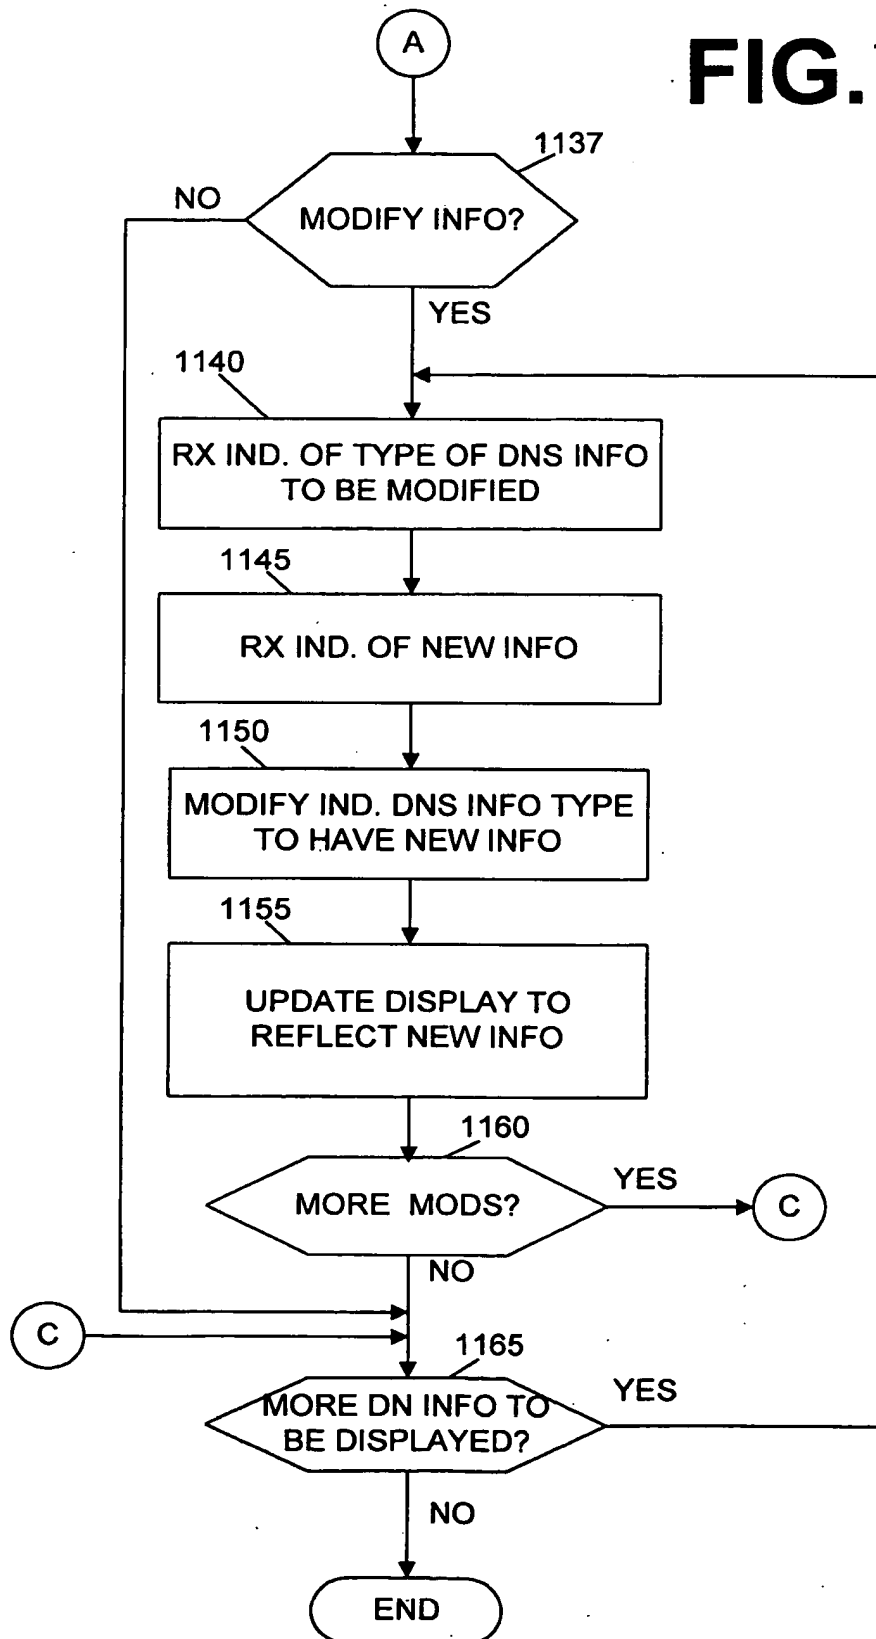 A
FIG.
1137
NO
MODIFY INFO?
YES
1140
RX IND. OF TYPE OF DNS INFO
TO BE MODIFIED
1145
RX IND. OF NEW INFO
1150
MODIFY IND. DNS INFO TYPE
TO HAVE NEW INFO
1155
UPDATE DISPLAY TO
REFLECT NEW INFO
1160
MORE MODS?
YES
C
NO
C
1165
MORE DN INFO TO
BE DISPLAYED?
YES
NO
END